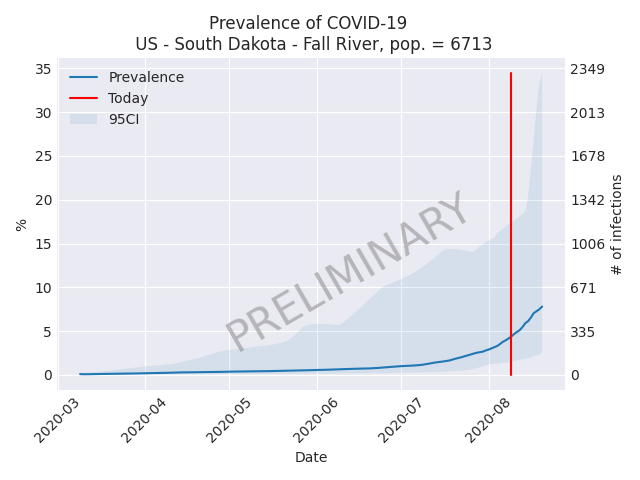 Prevalence of COVID-19
US - South Dakota - Fall River, pop. = 6713
Prevalence
Today
95CI
PRELIMINARY
%
35
30
25
20
15
10
5
0
2349
2013
1678
1342
1006
671
335
0
# of infections
2020-03
2020-04
2020-05
2020-06
2020-07
2020-08
Date